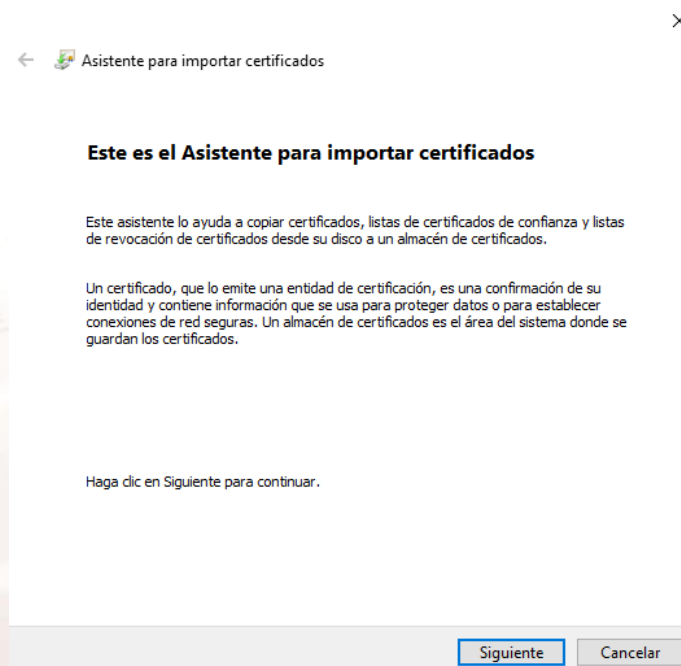 Asistente para importar certificados
Este es el Asistente para importar certificados
Este asistente lo ayuda a copiar certificados, listas de certificados de confianza y listas
de revocación de certificados desde su disco a un almacén de certificados.
Un certificado, que lo emite una entidad de certificación, es una confirmación de su
identidad y contiene información que se usa para proteger datos o para establecer
conexiones de red seguras. Un almacén de certificados es el área del sistema donde se
guardan los certificados.
Haga clic en Siguiente para continuar.
Siguiente
Cancelar